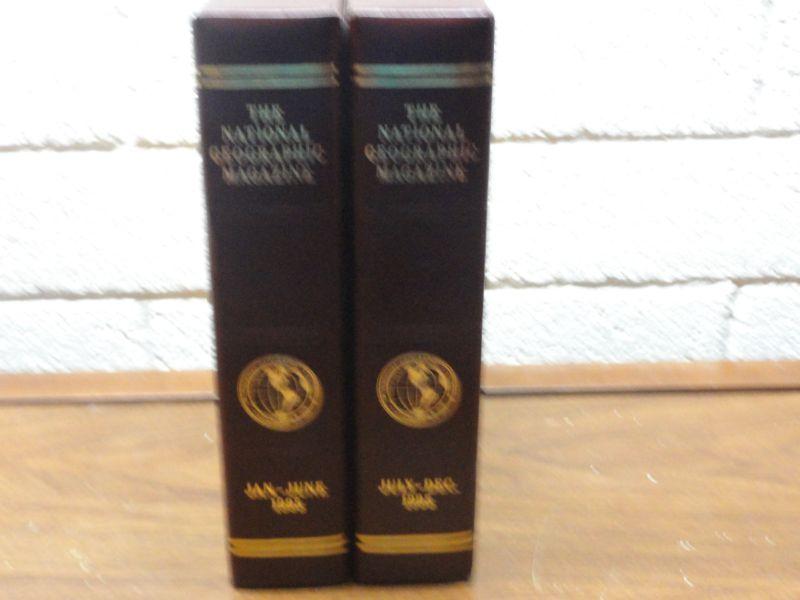 THE
NATIONAL
GEOGRAPHIC
MAGAZINE
JAN-JUNE
THE
NATIONAL
GEOGRAPHIC
MAGAZINE
JULY-DEC.